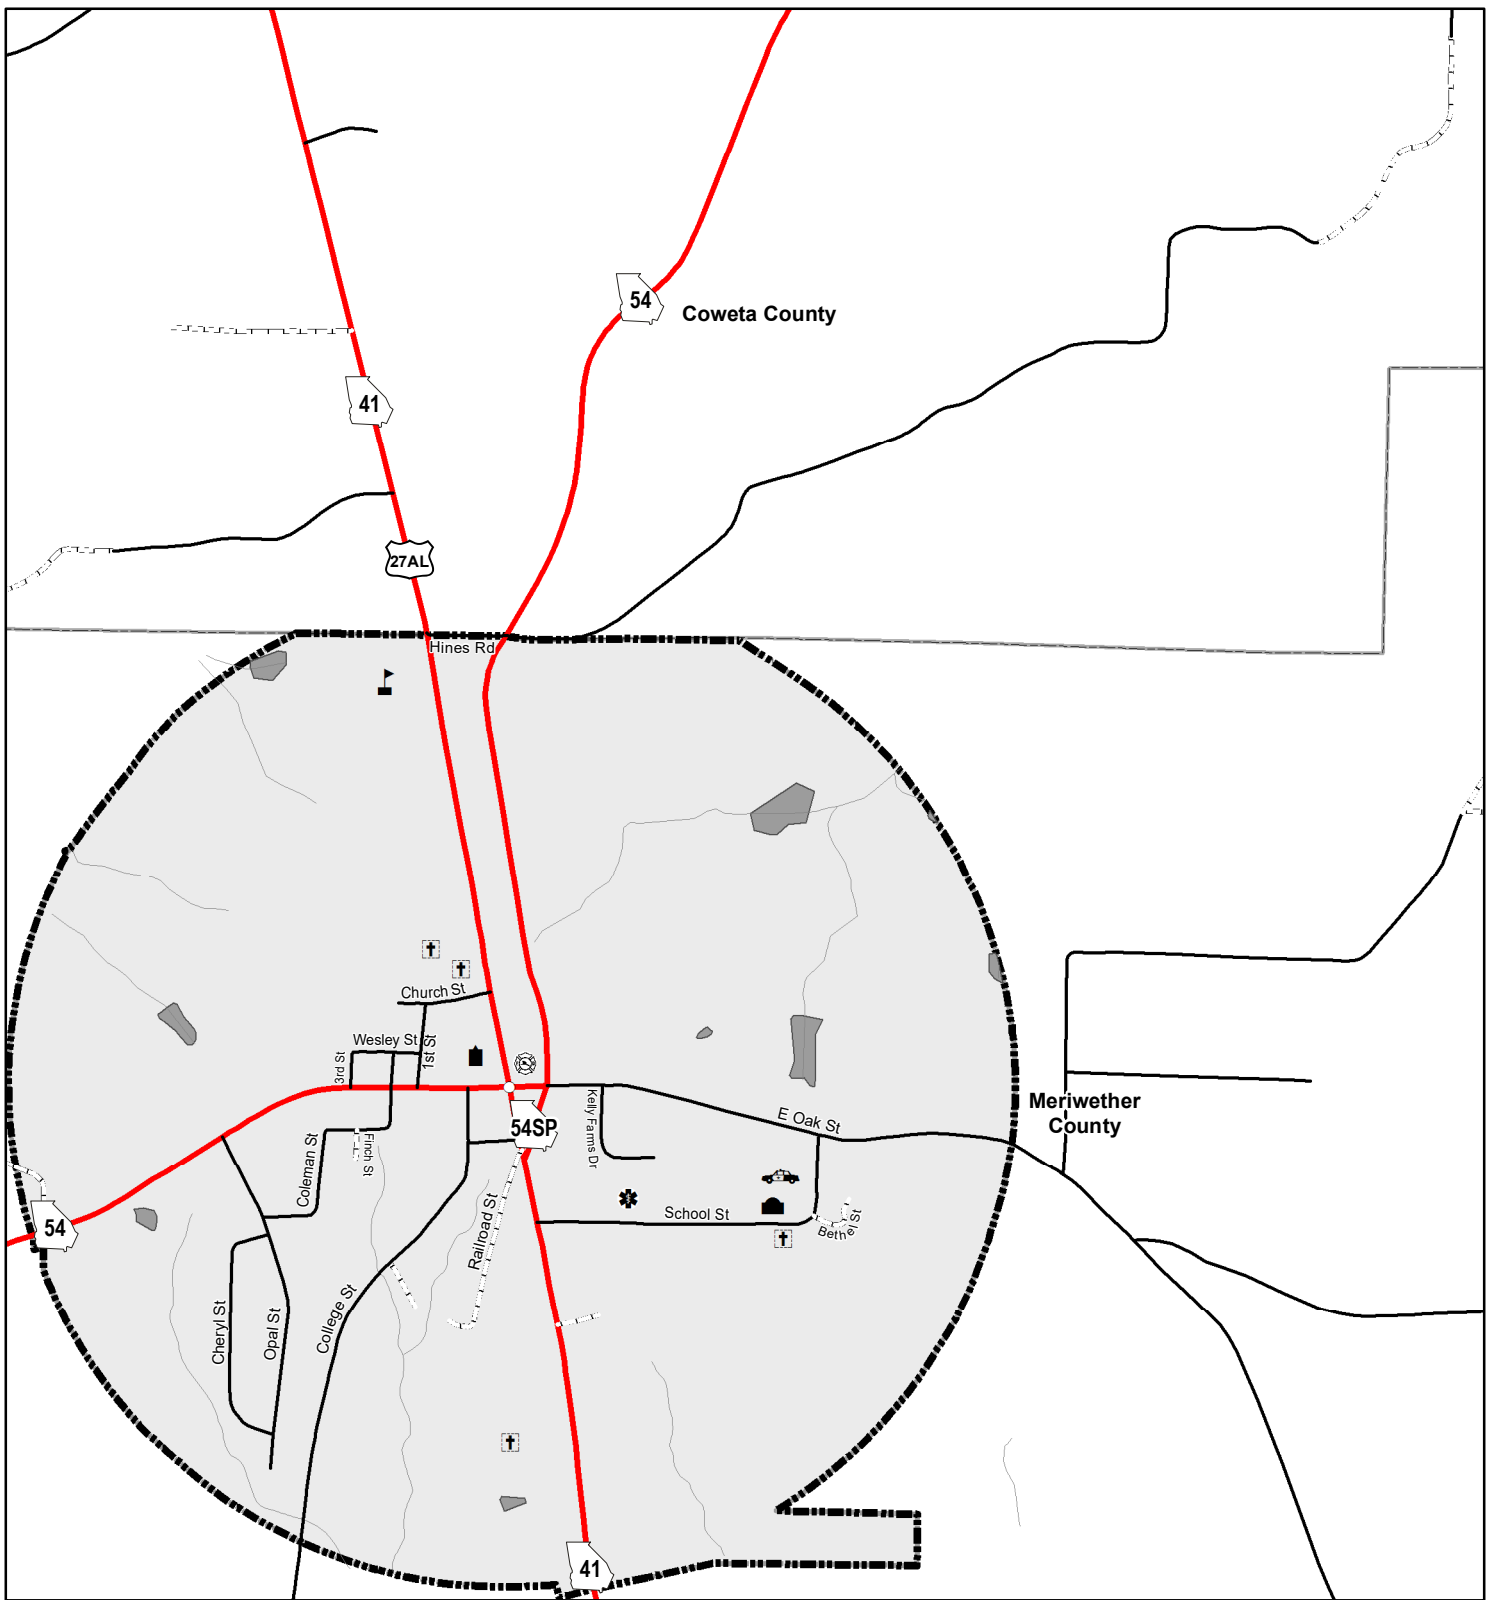 54
Coweta County
41
27AL
Hines Rd
Church St
Wesley St
1st St
3rd St
Kelly Farms Dr
Meriwether
County
E Oak St
54SP
Finch St
Coleman St
54
Railroad St
School St
Bethel St
Cheryl St
Opal St
College St
41